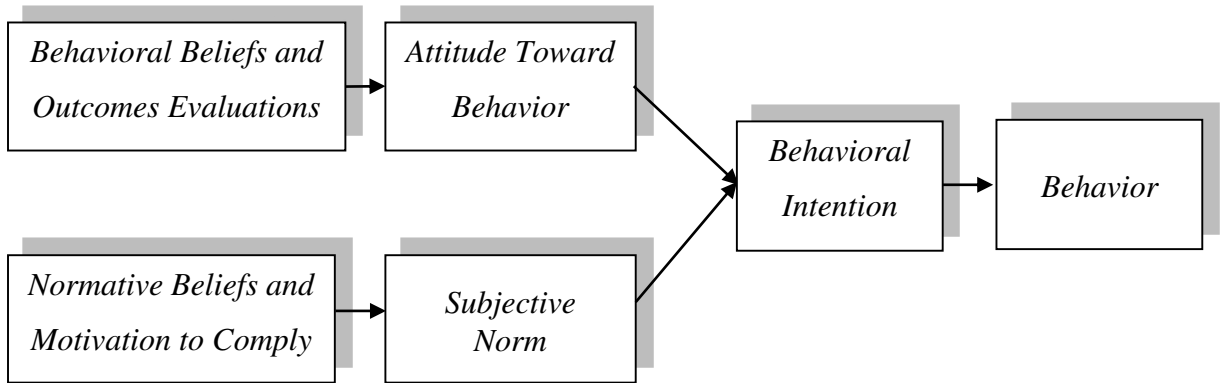 Behavioral Beliefs and
Outcomes Evaluations
Attitude Toward
Behavior
Behavioral
Intention
Behavior
Normative Beliefs and
Motivation to Comply
Subjective
Norm